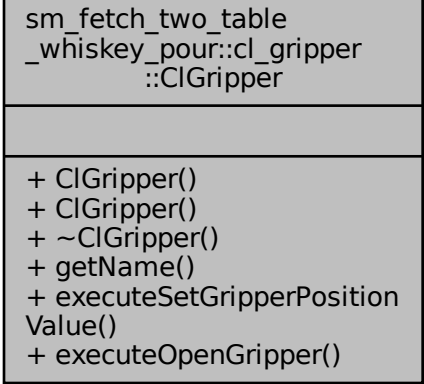 sm_fetch_two_table
_whiskey_pour::cl_gripper
::ClGripper
+ ClGripper()
+ ClGripper()
+ ~ClGripper()
+ getName()
+ executeSetGripperPosition
Value()
+ executeOpenGripper()